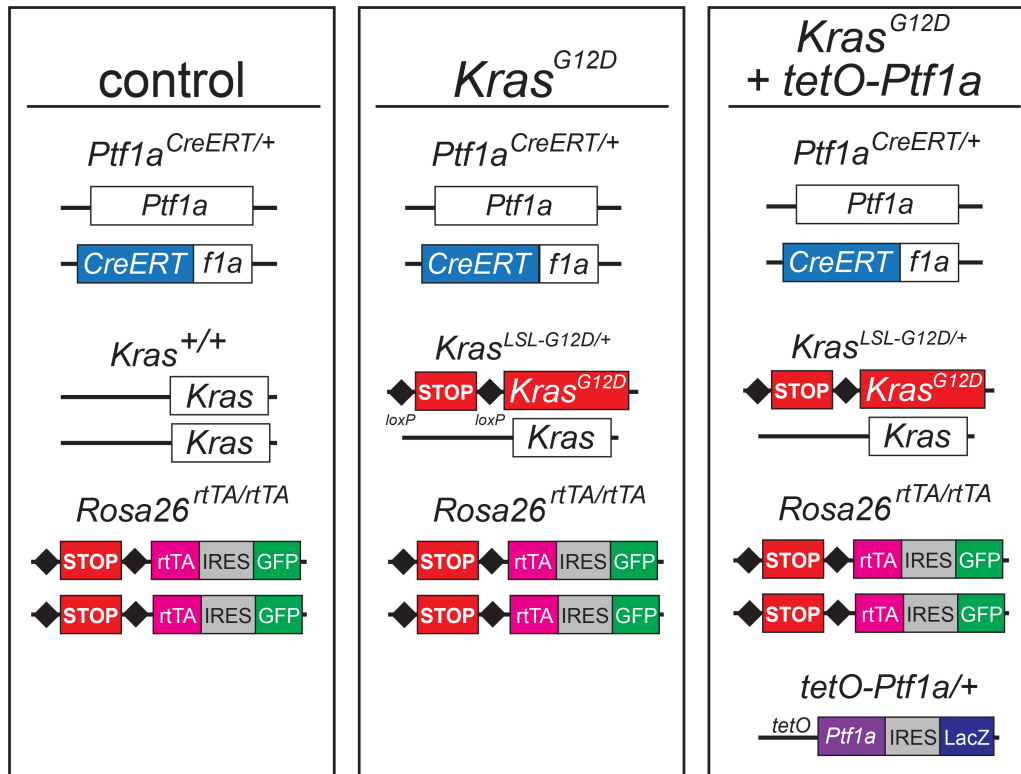 control
Ptf1a^CreERT/+
Ptf1a
CreERT f1a
Kras^+/+
Kras
Kras
Rosa26^rtTA/rtTA
STOP rtTA IRES GFP
STOP rtTA IRES GFP
Kras^G12D
Ptf1a^CreERT/+
Ptf1a
CreERT f1a
Kras^LSL-G12D/+
STOP Kras^G12D
loxP loxP Kras
Rosa26^rtTA/rtTA
STOP rtTA IRES GFP
STOP rtTA IRES GFP
Kras^G12D
+ tetO-Ptf1a
Ptf1a^CreERT/+
Ptf1a
CreERT f1a
Kras^LSL-G12D/+
STOP Kras^G12D
Kras
Rosa26^rtTA/rtTA
STOP rtTA IRES GFP
STOP rtTA IRES GFP
tetO-Ptf1a/+
tetO Ptf1a IRES LacZ